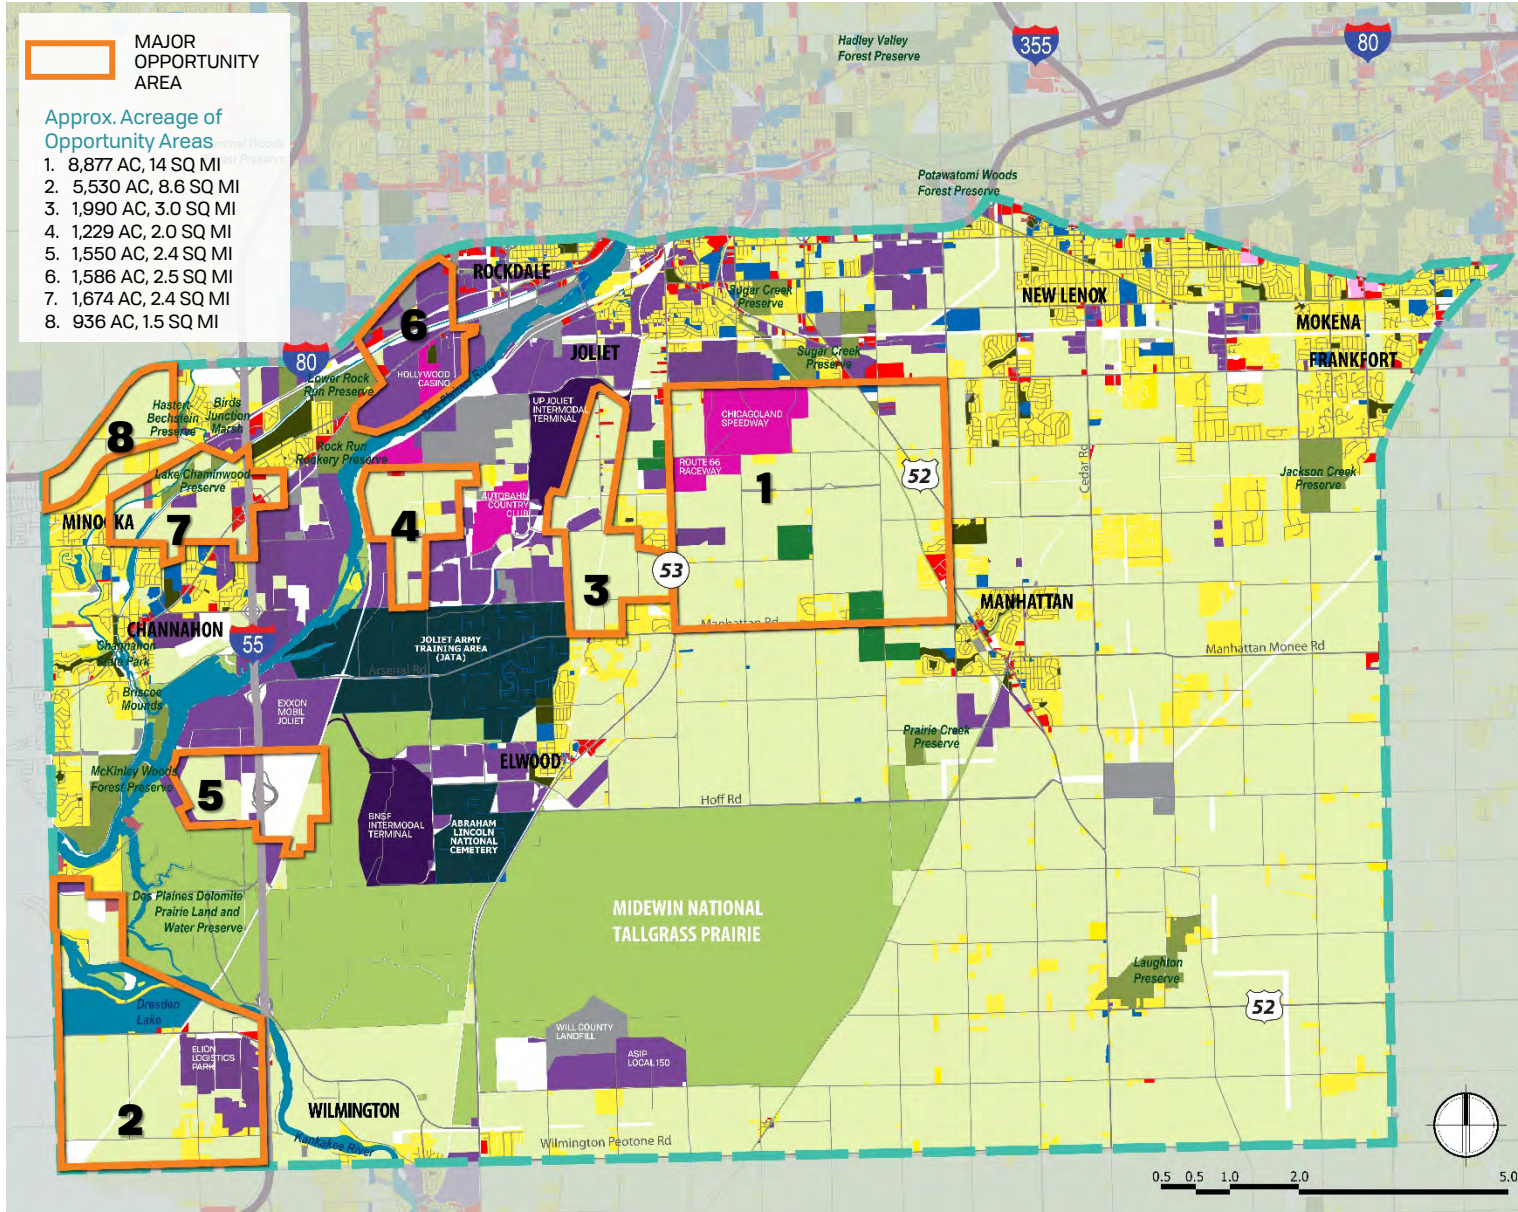 MAJOR
OPPORTUNITY
AREA
Approx. Acreage of
Opportunity Areas
1. 8,877 AC, 14 SQ MI
2. 5,530 AC, 8.6 SQ MI
3. 1,990 AC, 3.0 SQ MI
4. 1,229 AC, 2.0 SQ MI
5. 1,550 AC, 2.4 SQ MI
6. 1,586 AC, 2.5 SQ MI
7. 1,674 AC, 2.4 SQ MI
8. 936 AC, 1.5 SQ MI
Hadley Valley
Forest Preserve
355
80
Potawatomi Woods
Forest Preserve
ROCKDALE
Sugar Creek
Preserve
NEW LENOX
MOKENA
FRANKFORT
6
JOLIET
Sugar Creek
Preserve
80
HOLLYWOOD
CASINO
Des Plaines River
Lower Rock
Run Preserve
Hastert-
Bechstein
Preserve
Birds
Junction
Marsh
8
UP JOLIET
INTERMODAL
TERMINAL
CHICAGOLAND
SPEEDWAY
Rock Run
Rookery Preserve
ROUTE 66
RACEWAY
1
52
Cedar Rd
Jackson Creek
Preserve
Lake Chaminwood
Preserve
AUTOBAHN
COUNTRY
CLUB
MINOOKA
7
4
53
3
MANHATTAN
CHANNAHON
Manhattan Rd
55
JOLIET ARMY
TRAINING AREA
(JATA)
Channahon
State Park
Arsenal Rd
Manhattan Monee Rd
Briscoe
Mounds
EXXON
MOBIL
JOLIET
Prairie Creek
Preserve
McKinley Woods
Forest Preserve
5
ELWOOD
Hoff Rd
BNSF
INTERMODAL
TERMINAL
ABRAHAM
LINCOLN
NATIONAL
CEMETERY
Des Plaines Dolomite
Prairie Land and
Water Preserve
MIDEWIN NATIONAL
TALLGRASS PRAIRIE
Laughton
Preserve
Dresden
Lake
52
WILL COUNTY
LANDFILL
ASIP
LOCAL 150
ELION
LOGISTICS
PARK
2
WILMINGTON
Kankakee River
Wilmington Peotone Rd
0.5 0.5 1.0 2.0 5.0